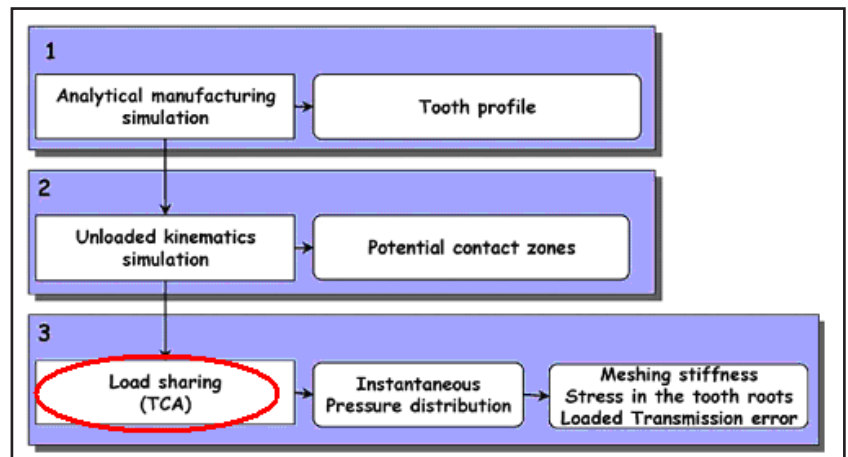 1
Analytical manufacturing
simulation
Tooth profile
2
Unloaded kinematics
simulation
Potential contact zones
3
Load sharing
(TCA)
Instantaneous
Pressure distribution
Meshing stiffness
Stress in the tooth roots
Loaded Transmission error